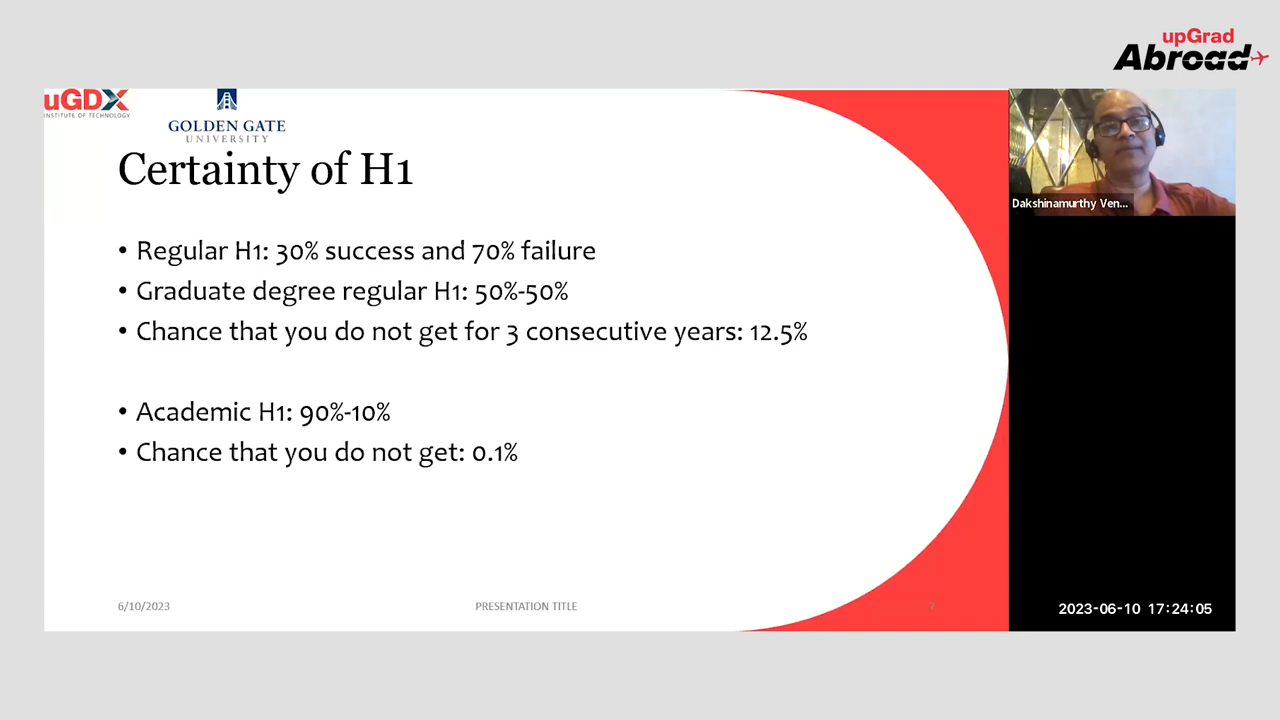 upGrad
Abroad
uGDX
INSTITUTE OF TECHNOLOGY
GOLDEN GATE
UNIVERSITY
Certainty of H1
• Regular H1: 30% success and 70% failure
• Graduate degree regular H1: 50%-50%
• Chance that you do not get for 3 consecutive years: 12.5%
• Academic H1: 90%-10%
• Chance that you do not get: 0.1%
6/10/2023
PRESENTATION TITLE
7
Dakshinamurthy Ven...
2023-06-10 17:24:05